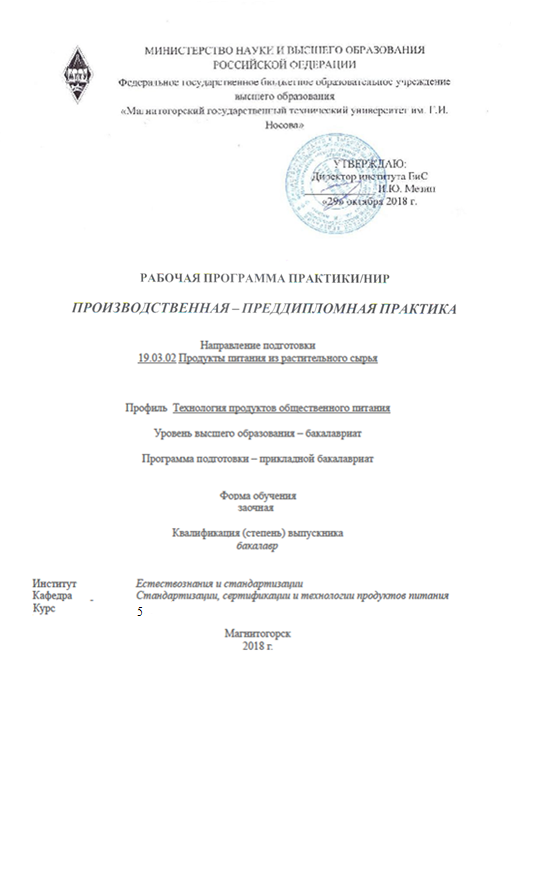 МИНИСТЕРСТВО НАУКЕ И ВЫСШЕГО ОБРАЗОВАНИЯ
РОССИЙСКОЙ ФЕДЕРАЦИИ
Федеральное государственное бюджетное образовательное учреждение
высшего образования
«Магнитогорский государственный технический университет им. Г.И.
Носова»
УТВЕРЖДАЮ:
Директор института ЕиС
И.Ю. Мезин
«29» октября 2018 г.
РАБОЧАЯ ПРОГРАММА ПРАКТИКИ/НИР
ПРОИЗВОДСТВЕННАЯ – ПРЕДДИПЛОМНАЯ ПРАКТИКА
Направление подготовки
19.03.02 Продукты питания из растительного сырья
Профиль Технология продуктов общественного питания
Уровень высшего образования – бакалавриат
Программа подготовки – прикладной бакалавриат
Форма обучения
заочная
Квалификация (степень) выпускника
бакалавр
Институт Естествознания и стандартизации
Кафедра - Стандартизации, сертификации и технологии продуктов питания
Курс 5
Магнитогорск
2018 г.